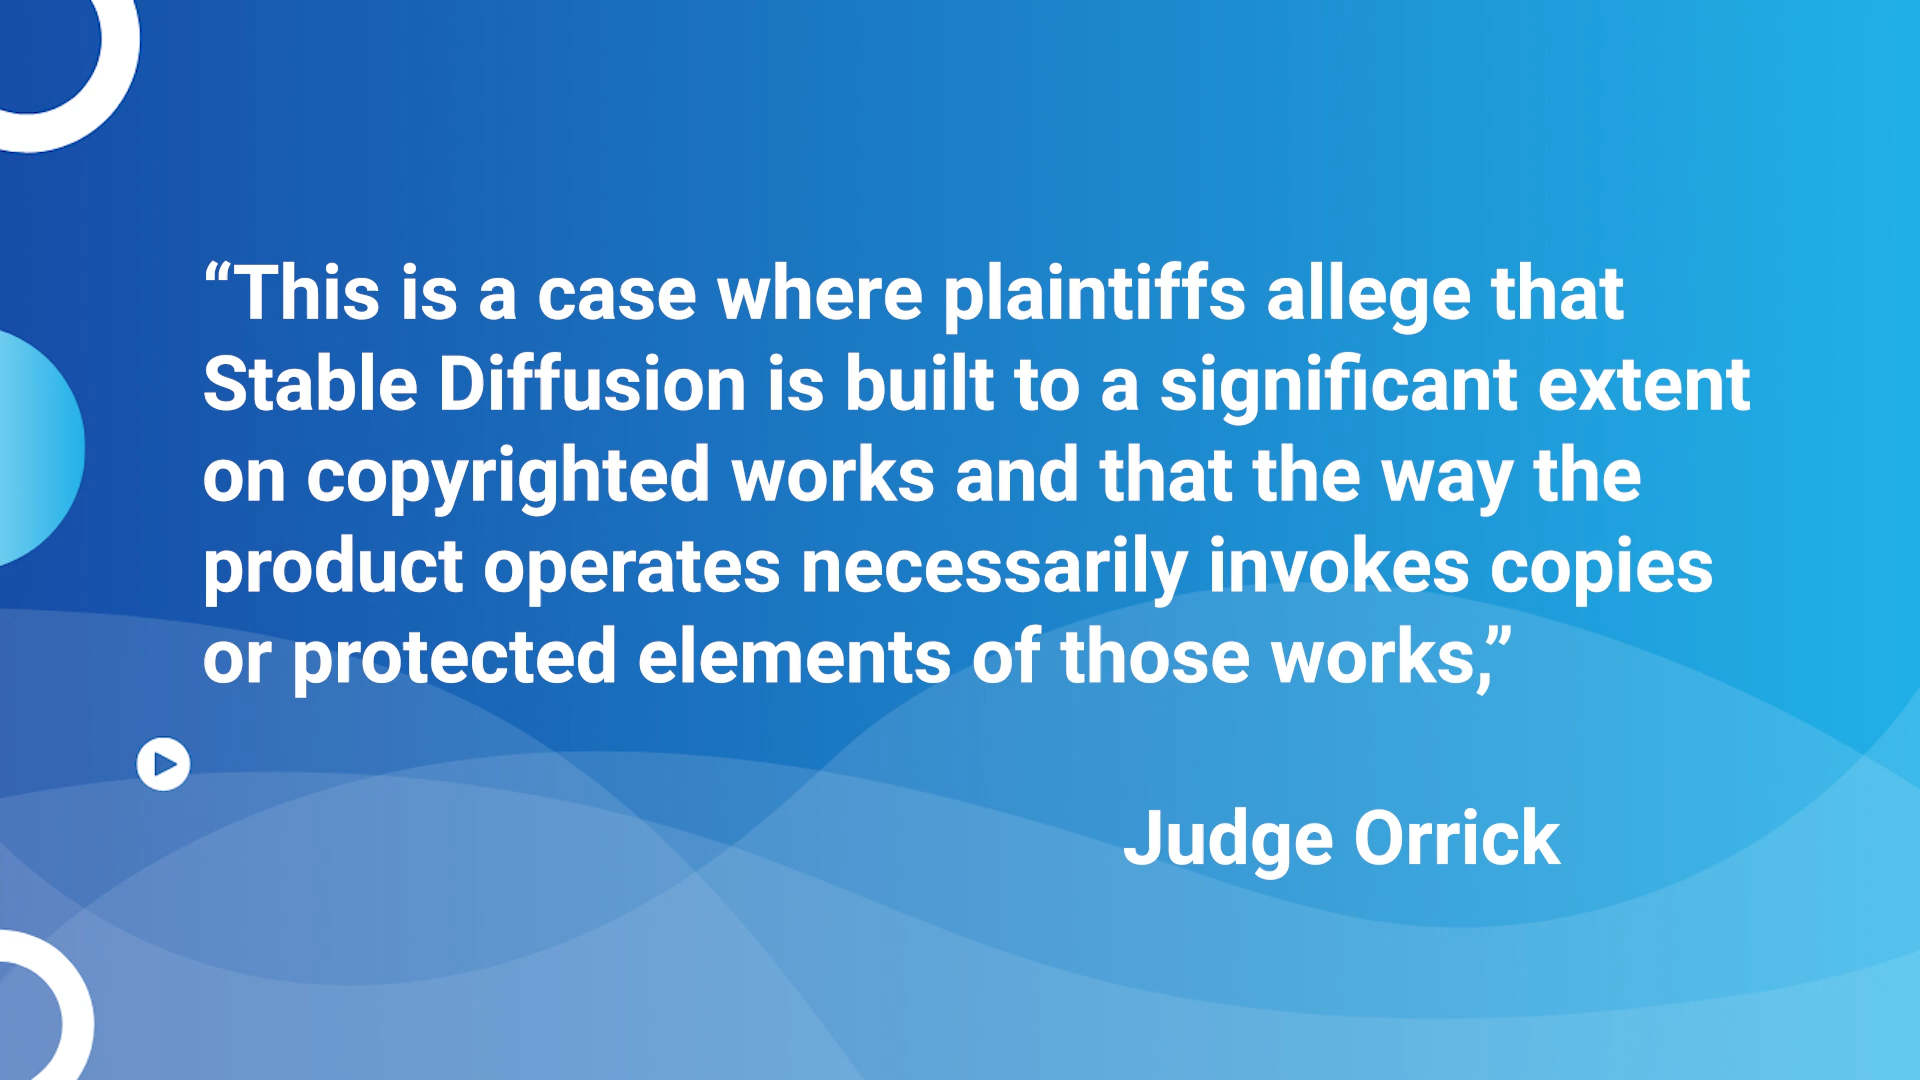 “This is a case where plaintiffs allege that
Stable Diffusion is built to a significant extent
on copyrighted works and that the way the
product operates necessarily invokes copies
or protected elements of those works,”
Judge Orrick